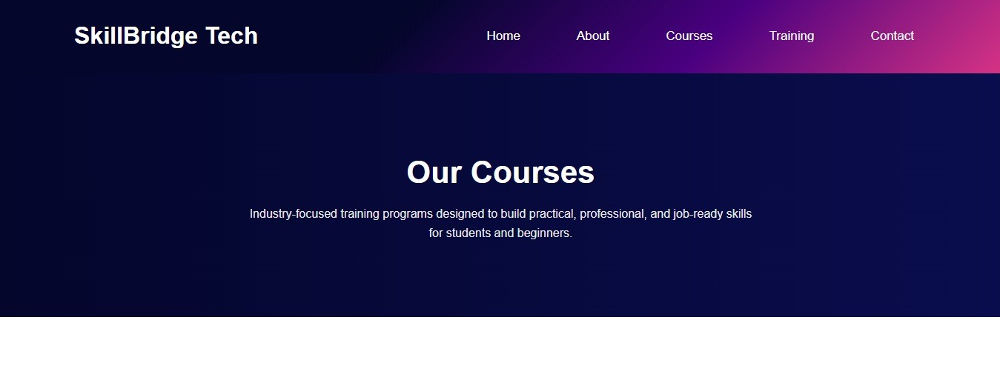 SkillBridge Tech
Home About Courses Training Contact
Our Courses
Industry-focused training programs designed to build practical, professional, and job-ready skills
for students and beginners.